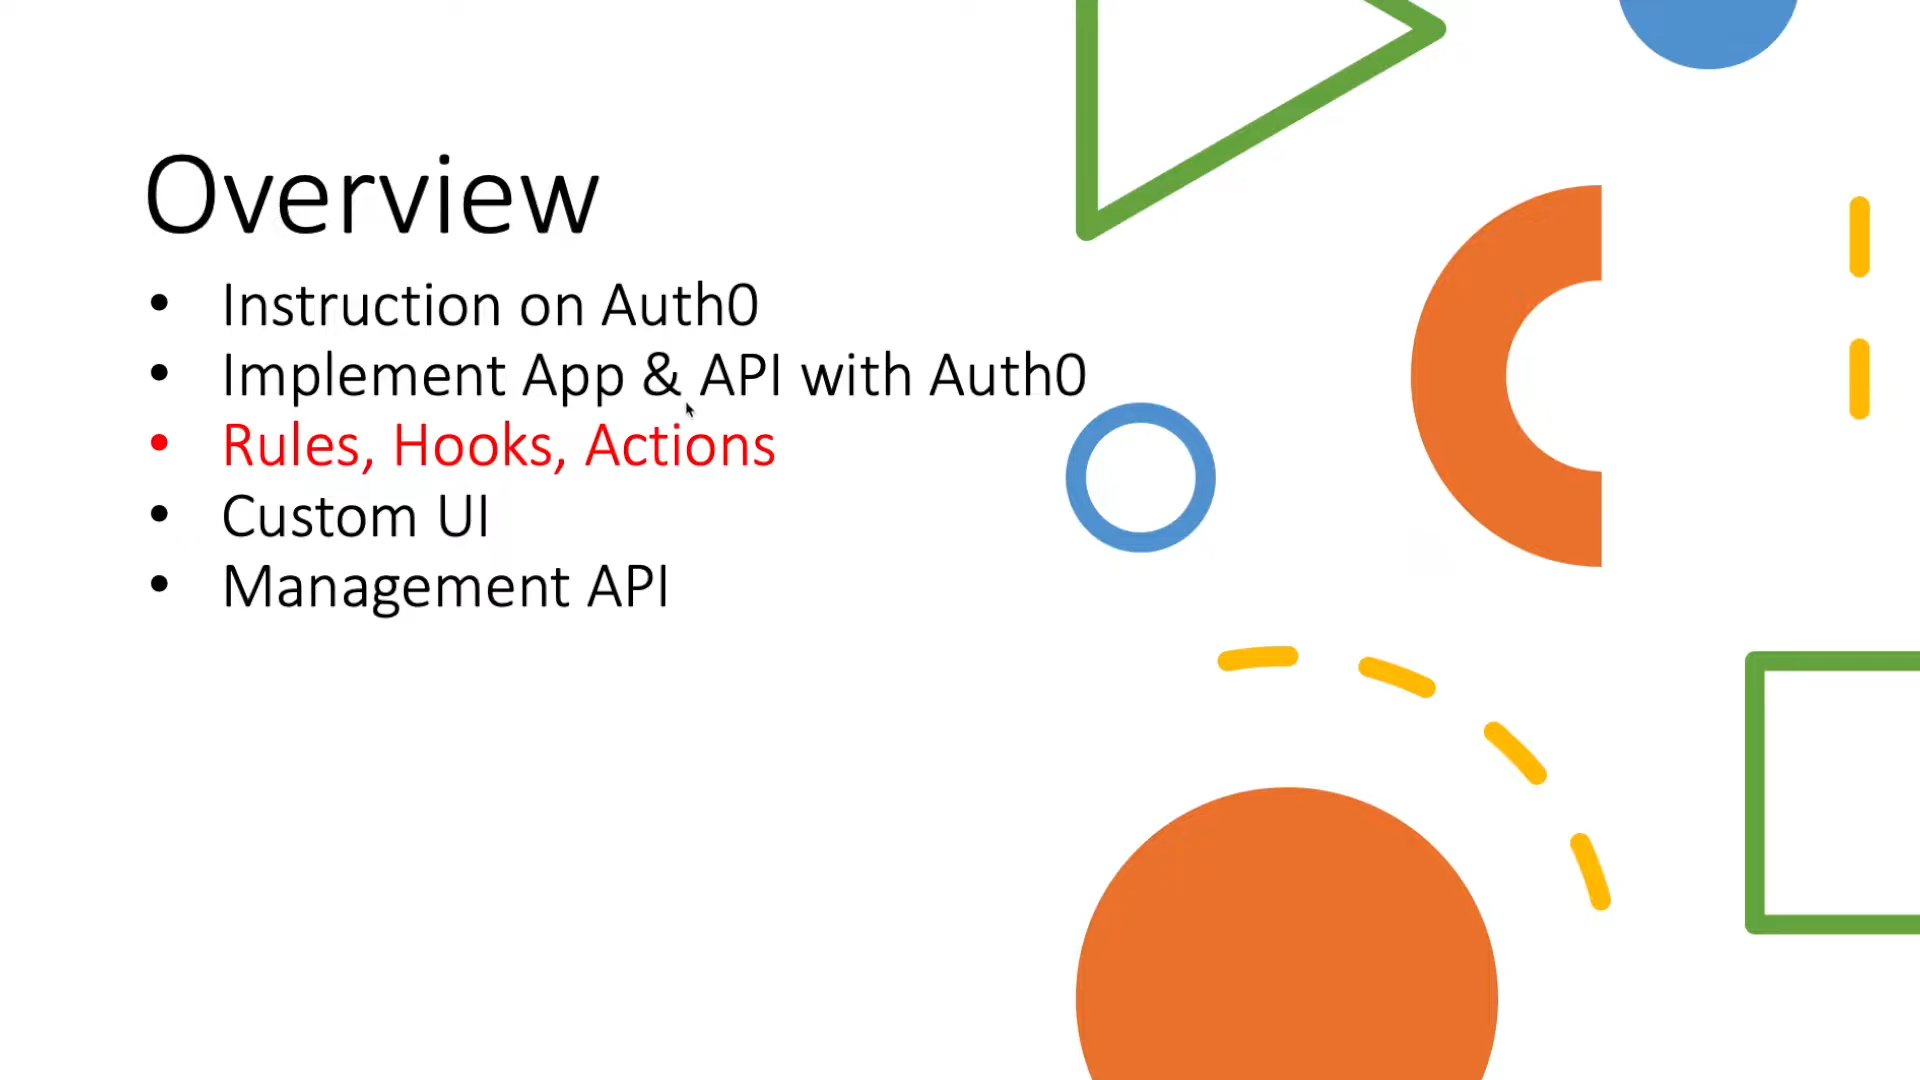 Overview
• Instruction on Auth0
• Implement App & API with Auth0
• Rules, Hooks, Actions
• Custom UI
• Management API